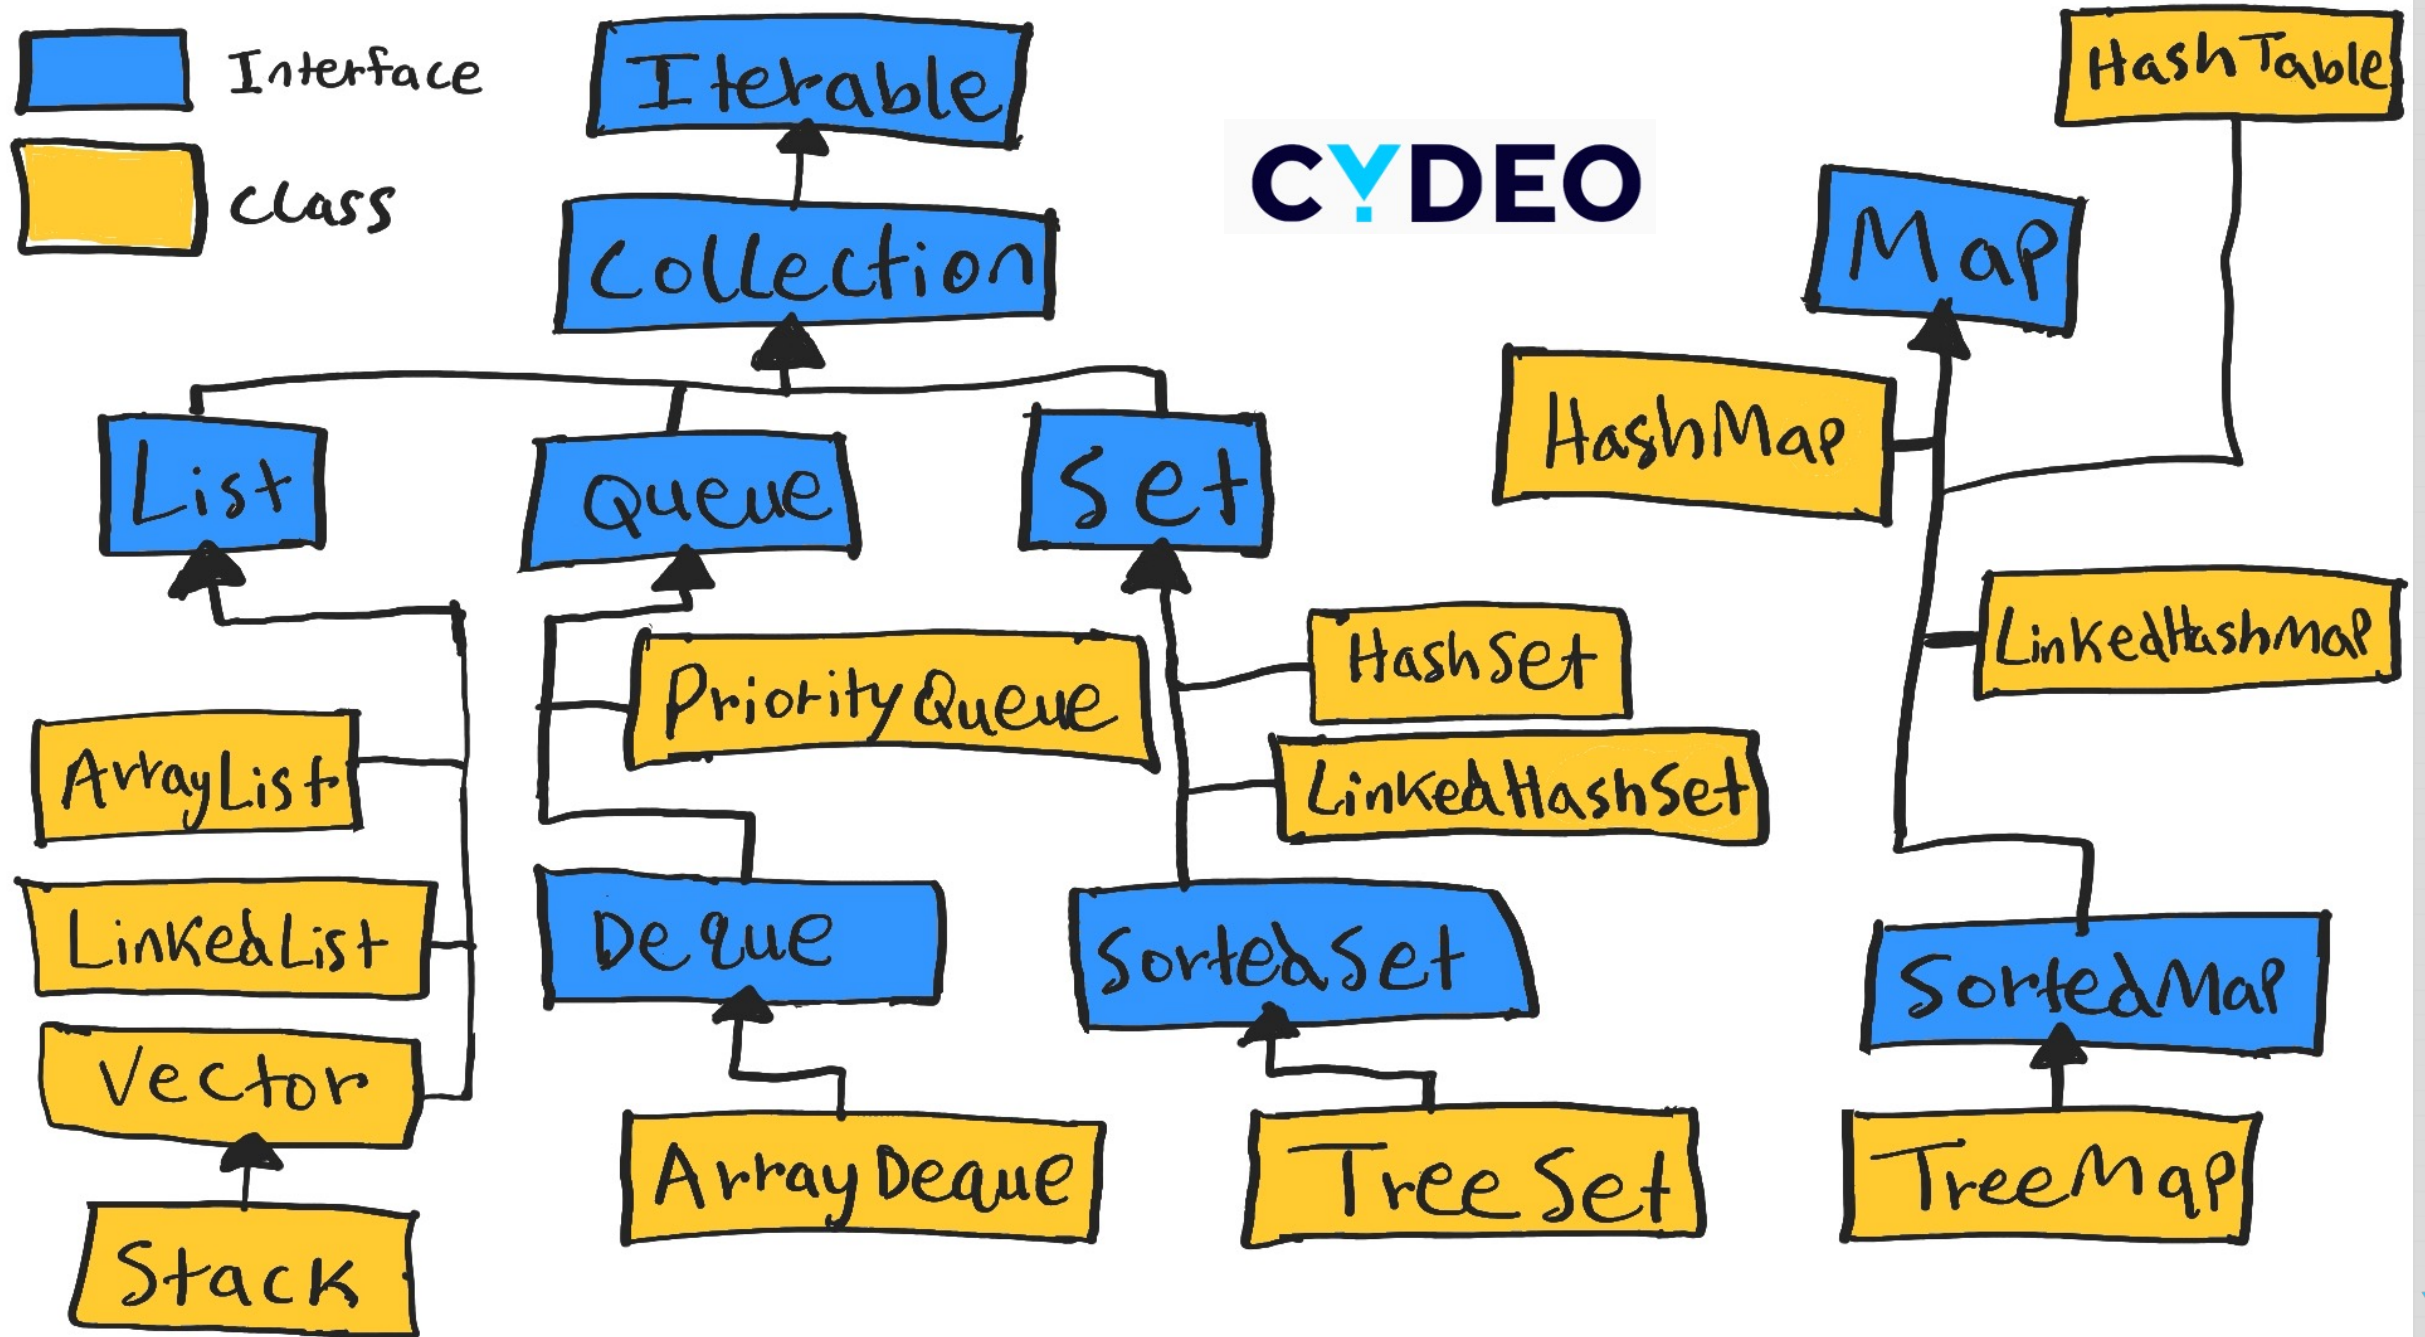 Interface
class
Iterable
Collection
CYDEO
HashTable
Map
HashMap
List
Queue
Set
LinkedHashMap
HashSet
PriorityQueue
LinkedHashSet
ArrayList
LinkedList
Deque
SortedSet
SortedMap
Vector
ArrayDeque
TreeSet
TreeMap
Stack